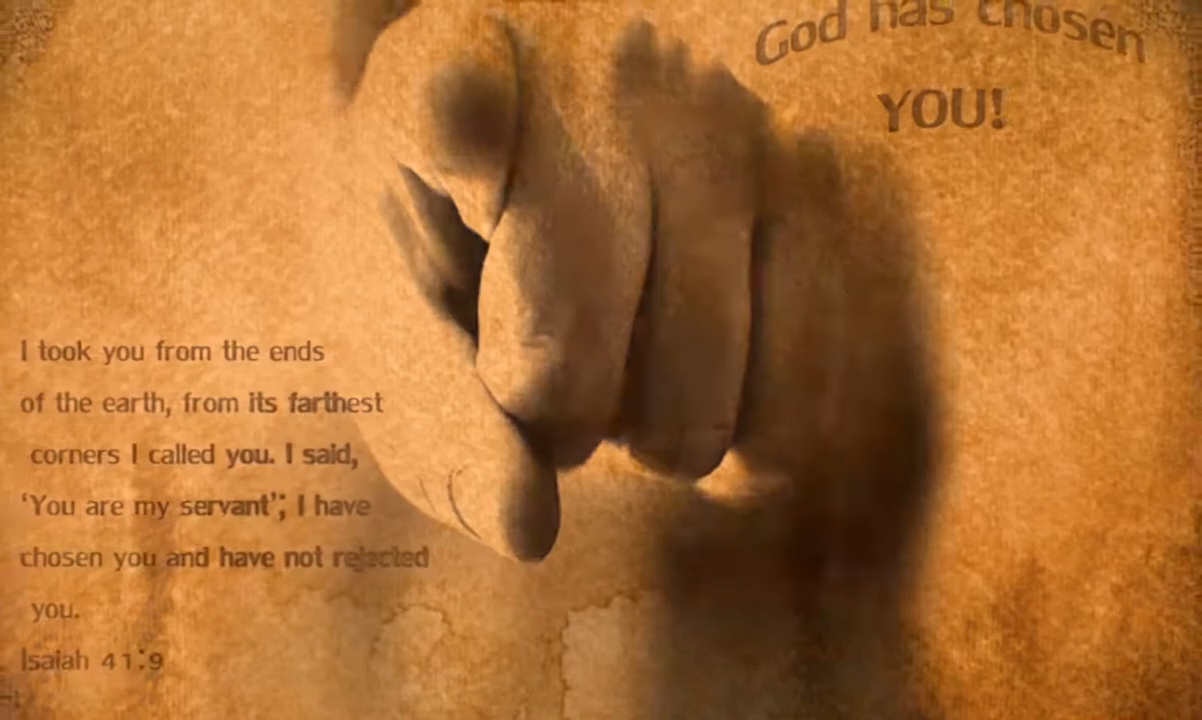 God has chosen
YOU!
I took you from the ends
of the earth, from its farthest
corners I called you. I said,
‘You are my servant’; I have
chosen you and have not rejected
you.
Isaiah 41:9